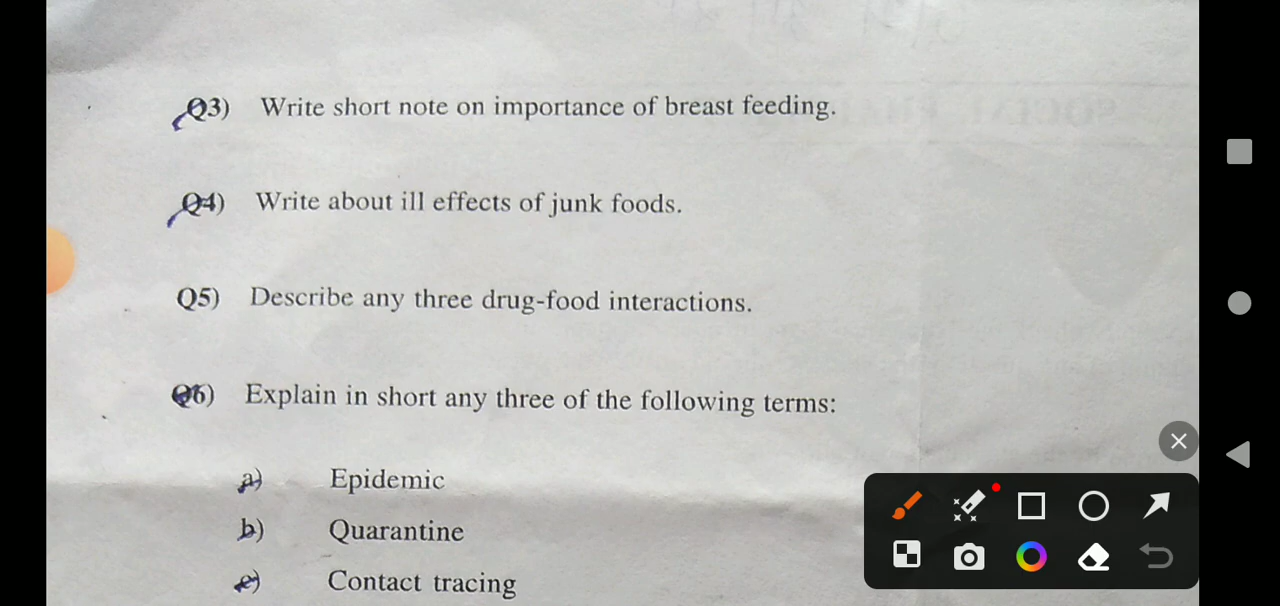 Q3) Write short note on importance of breast feeding.
Q4) Write about ill effects of junk foods.
Q5) Describe any three drug-food interactions.
Q6) Explain in short any three of the following terms:
a) Epidemic
b) Quarantine
c) Contact tracing